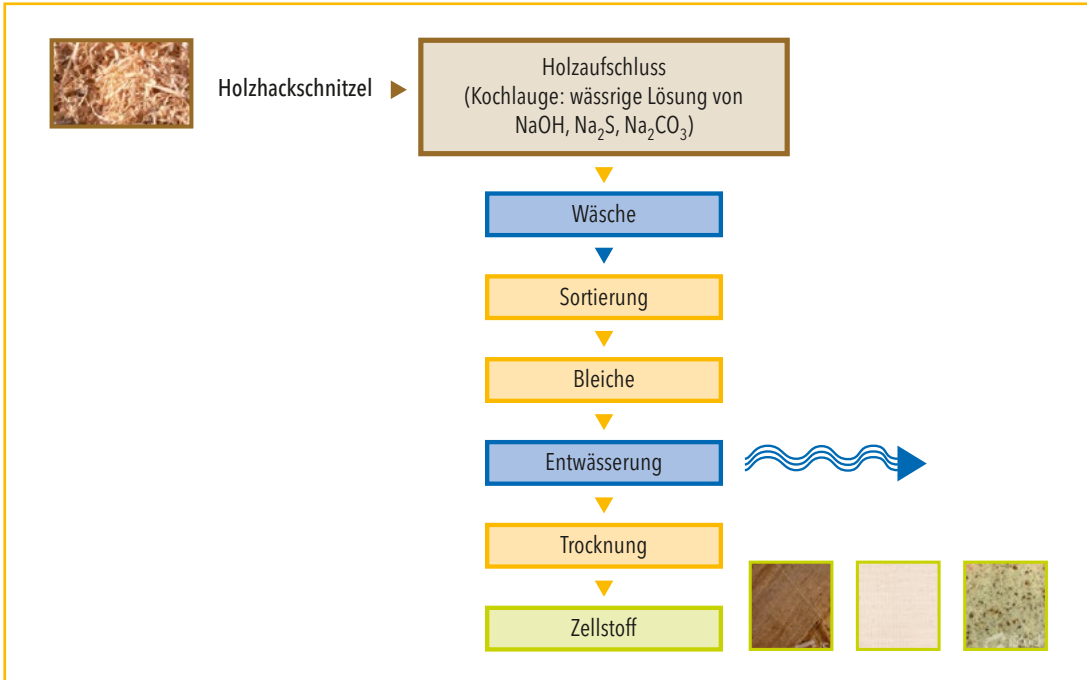 Holzhackschnitzel
Holzaufschluss
(Kochlauge: wässrige Lösung von
NaOH, Na₂S, Na₂CO₃)
Wäsche
Sortierung
Bleiche
Entwässerung
Trocknung
Zellstoff